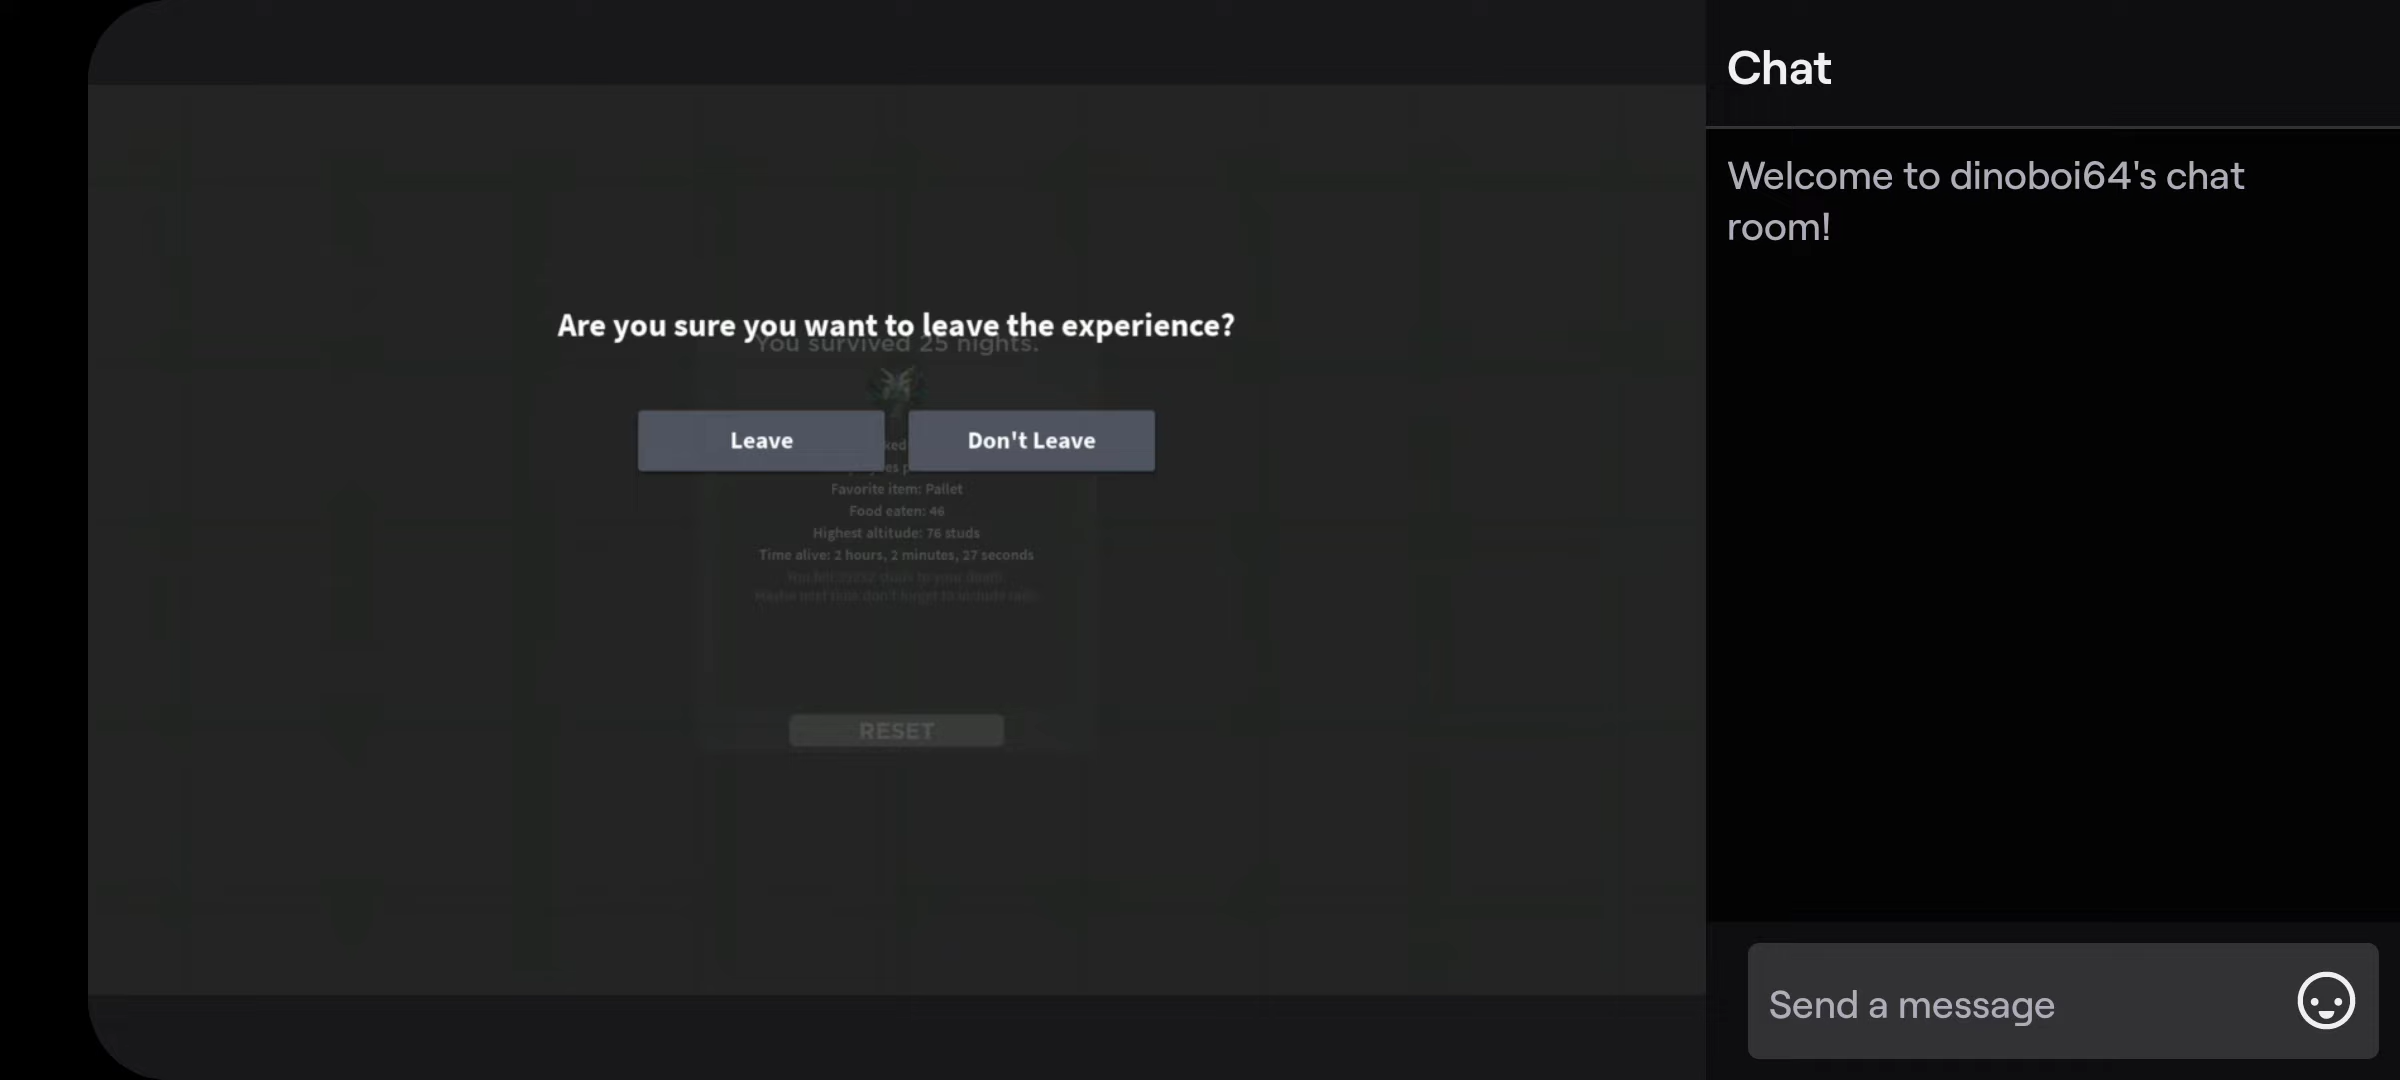 Are you sure you want to leave the experience?
You survived 25 nights.
Leave
Don't Leave
Favorite item: Pallet
Food eaten: 46
Highest altitude: 76 studs
Time alive: 2 hours, 2 minutes, 27 seconds
RESET
Chat
Welcome to dinoboi64's chat
room!
Send a message